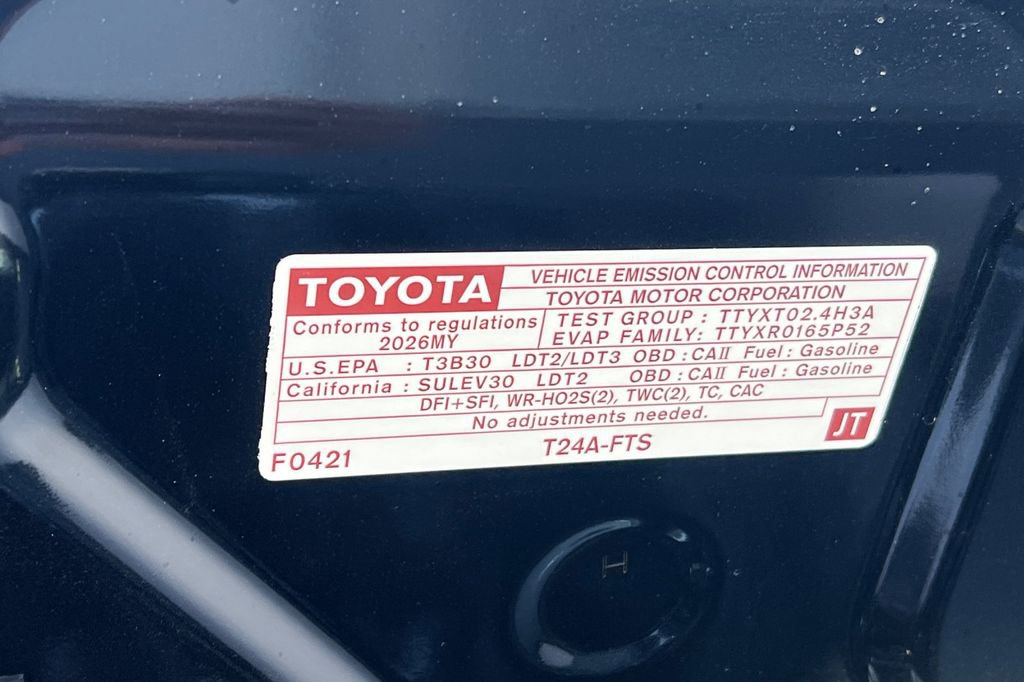 TOYOTA VEHICLE EMISSION CONTROL INFORMATION
TOYOTA MOTOR CORPORATION
Conforms to regulations
2026MY
TEST GROUP : TTYXT02.4H3A
EVAP FAMILY: TTYXR0165P52
U.S.EPA : T3B30 LDT2/LDT3 OBD : CAII Fuel : Gasoline
California : SULEV30 LDT2 OBD : CAII Fuel : Gasoline
DFI+SFI, WR-HO2S(2), TWC(2), TC, CAC
No adjustments needed.
JT
F0421 T24A-FTS
H